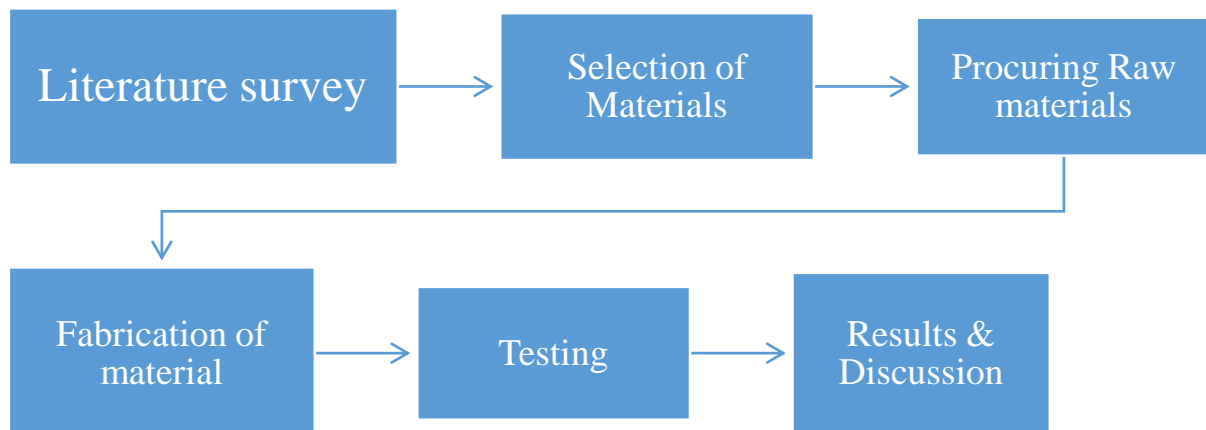 Literature survey
Selection of
Materials
Procuring Raw
materials
Fabrication of
material
Testing
Results &
Discussion